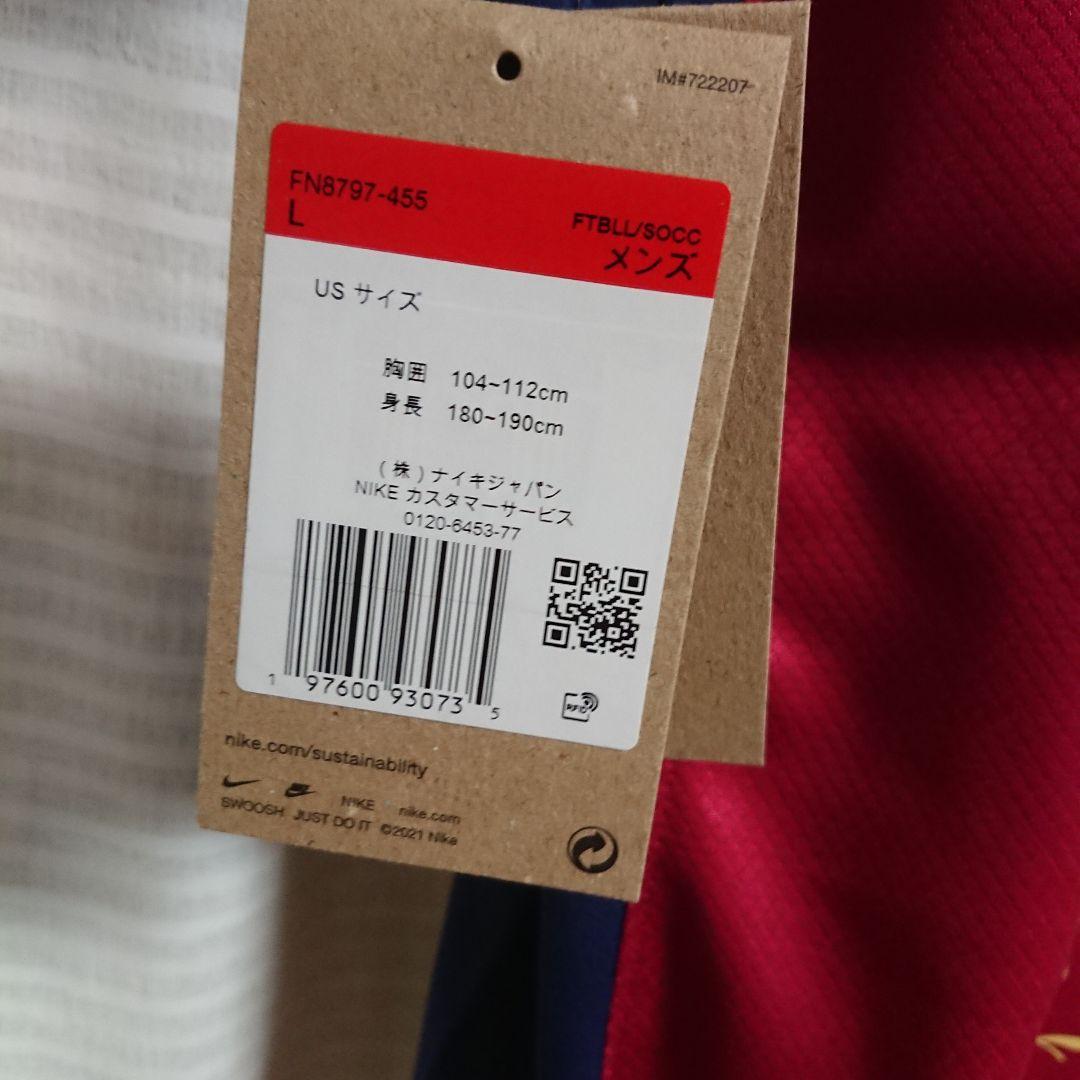 IM#722207
FN8797-455
L
FTBLL/SOCC
メンズ
US サイズ
胸囲 104~112cm
身長 180~190cm
(株)ナイキジャパン
NIKE カスタマーサービス
0120-6453-77
1 97600 93073 5
RFID
nike.com/sustainability
NIKE nike.com
SWOOSH JUST DO IT ©2021 Nike